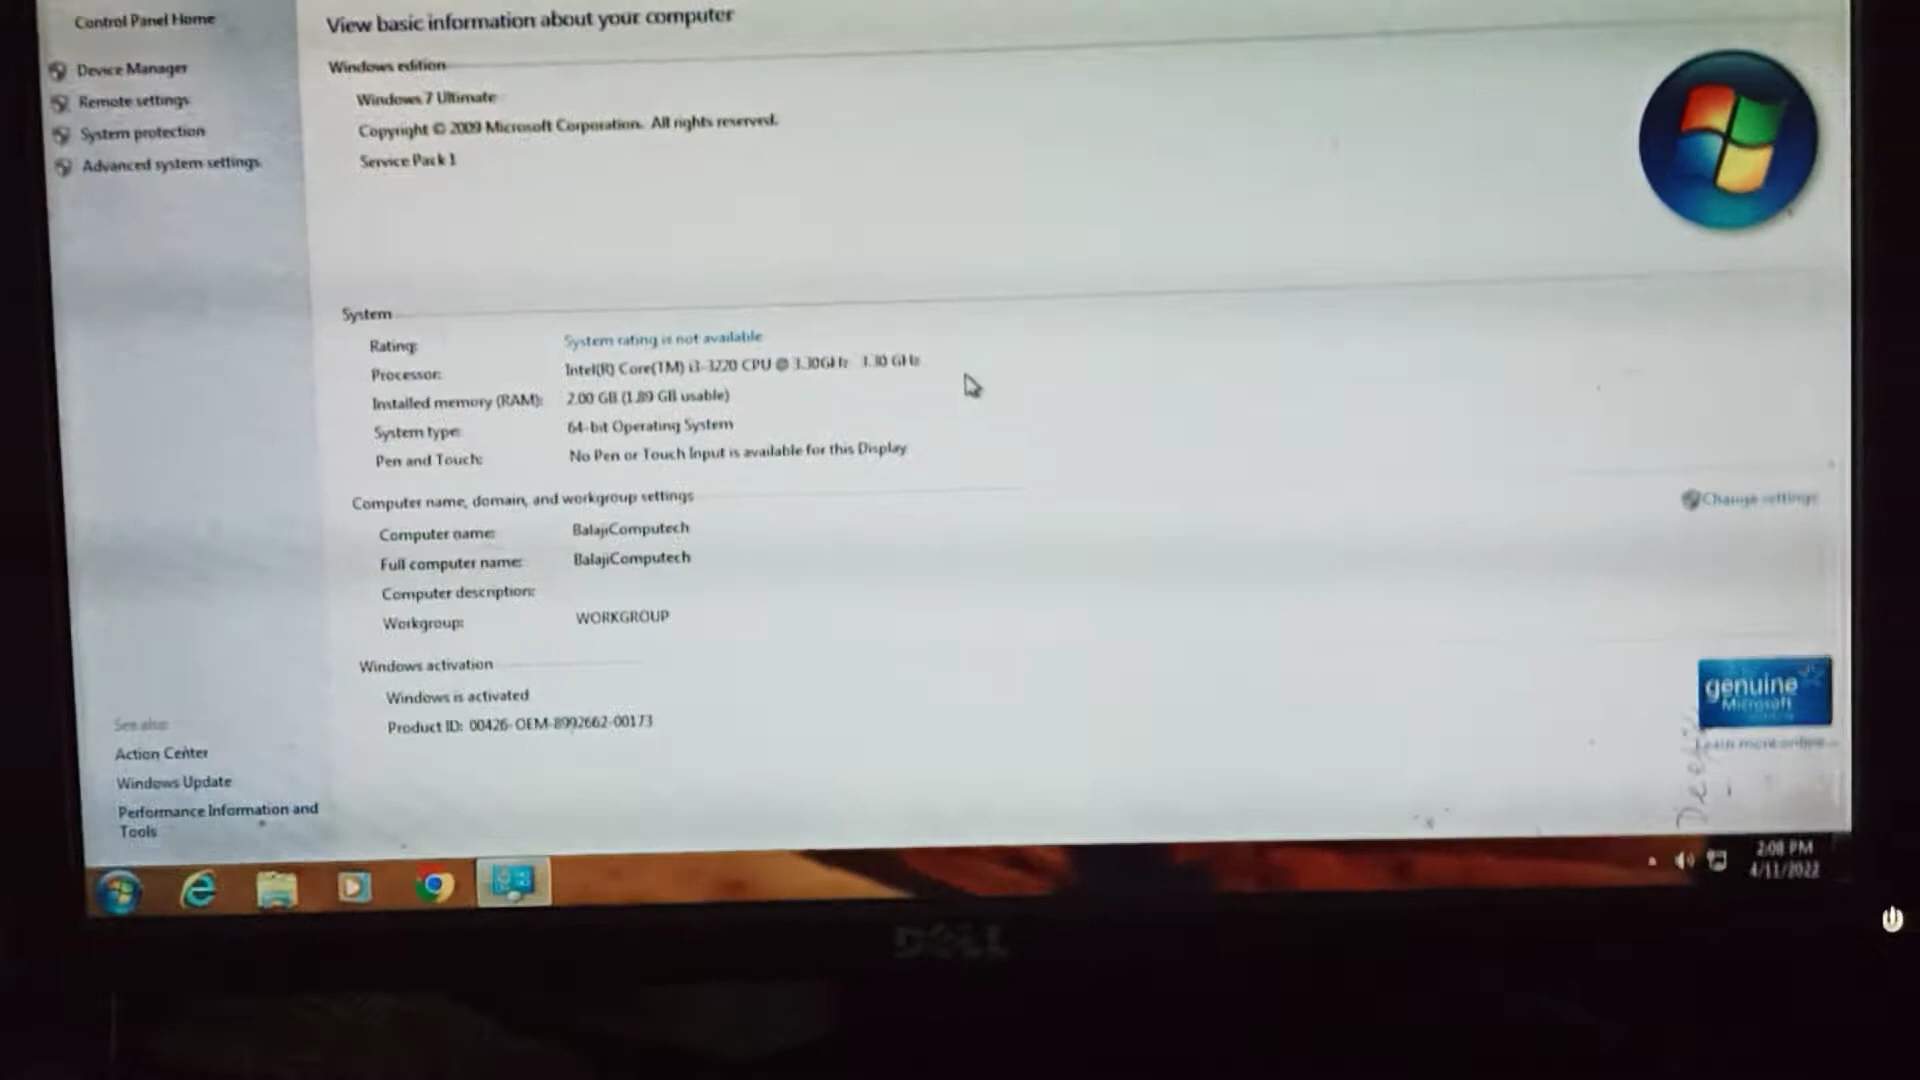 Control Panel Home
Device Manager
Remote settings
System protection
Advanced system settings
View basic information about your computer
Windows edition
Windows 7 Ultimate
Copyright © 2009 Microsoft Corporation. All rights reserved.
Service Pack 1
System
Rating: System rating is not available
Processor: Intel(R) Core(TM) i3-3220 CPU @ 3.30GHz 3.30 GHz
Installed memory (RAM): 2.00 GB (1.89 GB usable)
System type: 64-bit Operating System
Pen and Touch: No Pen or Touch Input is available for this Display
Computer name, domain, and workgroup settings
Computer name: BalajiComputech
Change settings
Full computer name: BalajiComputech
Computer description:
Workgroup: WORKGROUP
Windows activation
Windows is activated
Product ID: 00426-OEM-8992662-00173
genuine
Microsoft
Learn more online...
See also
Action Center
Windows Update
Performance Information and
Tools
2:08 PM
4/11/2022
DELL